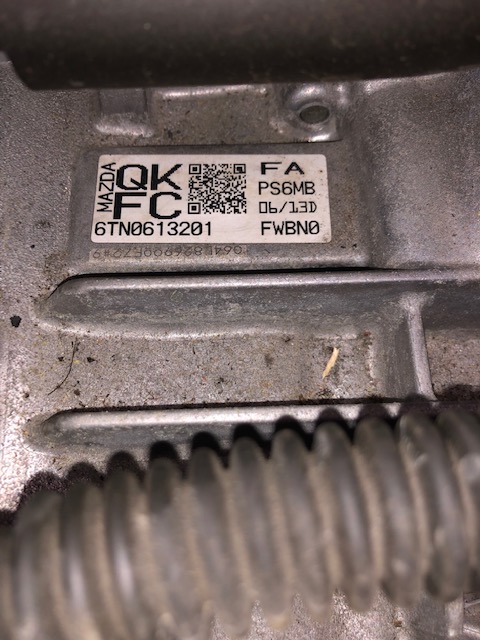 MAZDA
QK
FC
FA
PS6MB
06/13D
6TN0613201
FWBN0